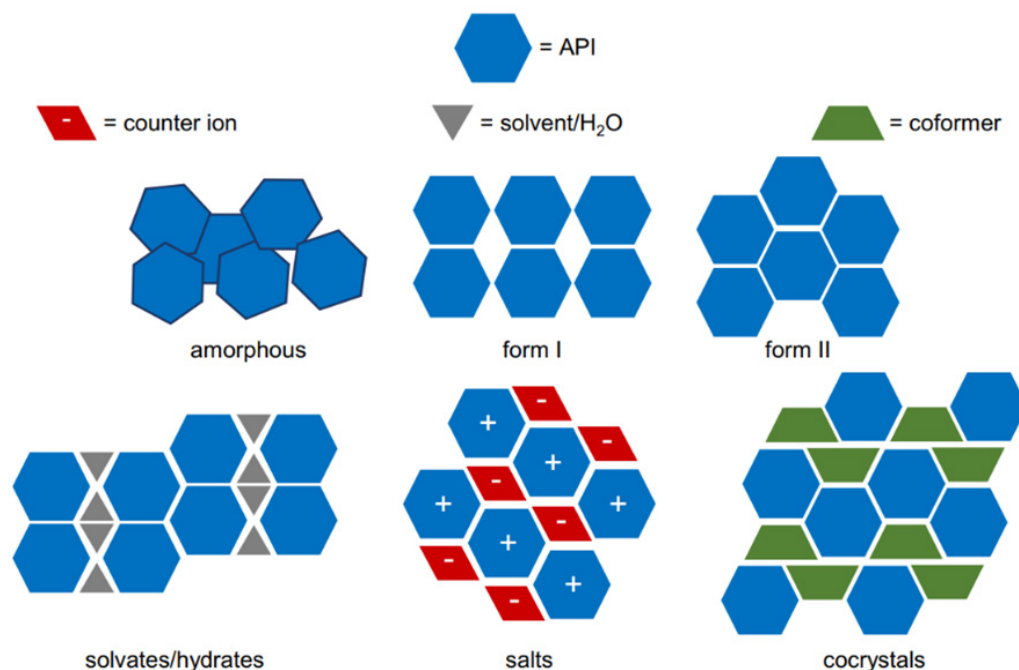 = API
- = counter ion
= solvent/H₂O
= coformer
amorphous
form I
form II
- + - + - + + - + - + -
solvates/hydrates
salts
cocrystals